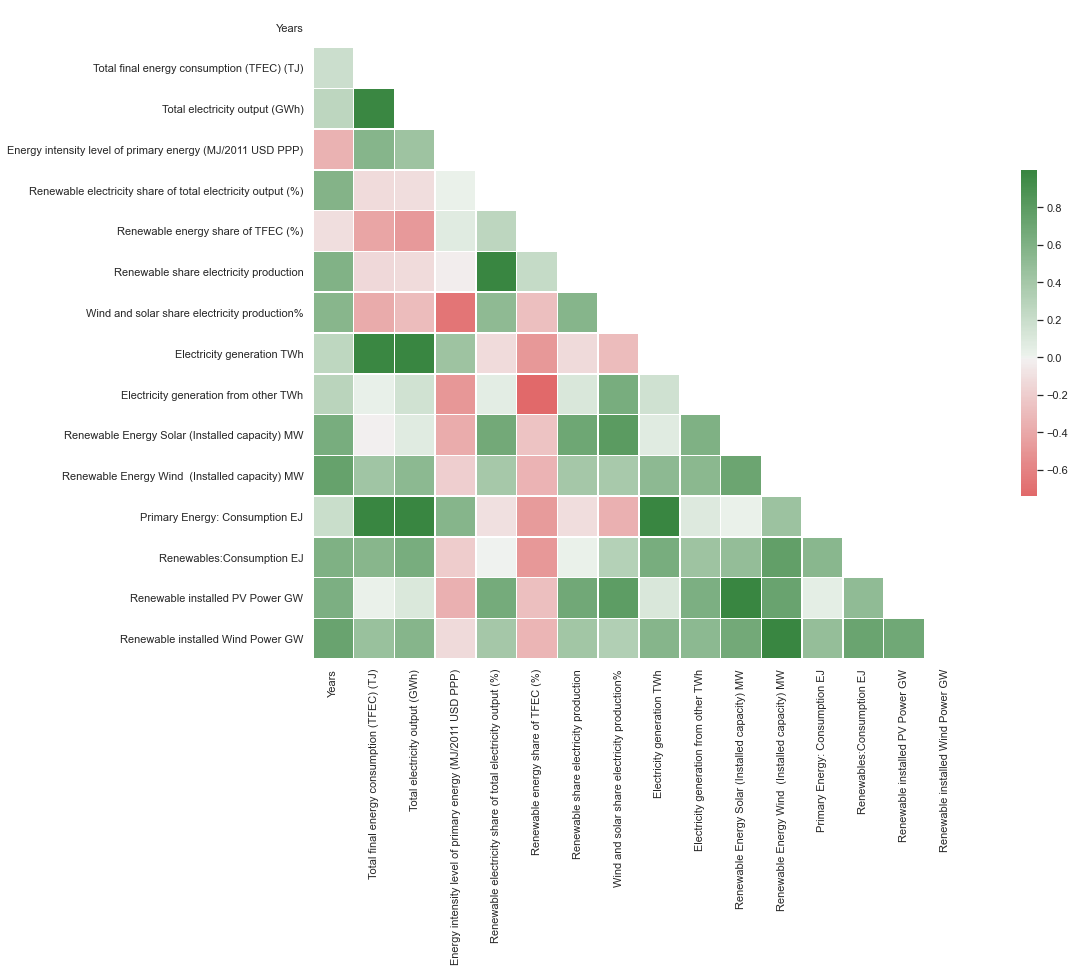 Years
Total final energy consumption (TFEC) (TJ)
Total electricity output (GWh)
Energy intensity level of primary energy (MJ/2011 USD PPP)
Renewable electricity share of total electricity output (%)
Renewable energy share of TFEC (%)
Renewable share electricity production
Wind and solar share electricity production%
Electricity generation TWh
Electricity generation from other TWh
Renewable Energy Solar (Installed capacity) MW
Renewable Energy Wind  (Installed capacity) MW
Primary Energy: Consumption EJ
Renewables:Consumption EJ
Renewable installed PV Power GW
Renewable installed Wind Power GW
Years
Total final energy consumption (TFEC) (TJ)
Total electricity output (GWh)
Energy intensity level of primary energy (MJ/2011 USD PPP)
Renewable electricity share of total electricity output (%)
Renewable energy share of TFEC (%)
Renewable share electricity production
Wind and solar share electricity production%
Electricity generation TWh
Electricity generation from other TWh
Renewable Energy Solar (Installed capacity) MW
Renewable Energy Wind  (Installed capacity) MW
Primary Energy: Consumption EJ
Renewables:Consumption EJ
Renewable installed PV Power GW
Renewable installed Wind Power GW
0.8
0.6
0.4
0.2
0.0
−0.2
−0.4
−0.6